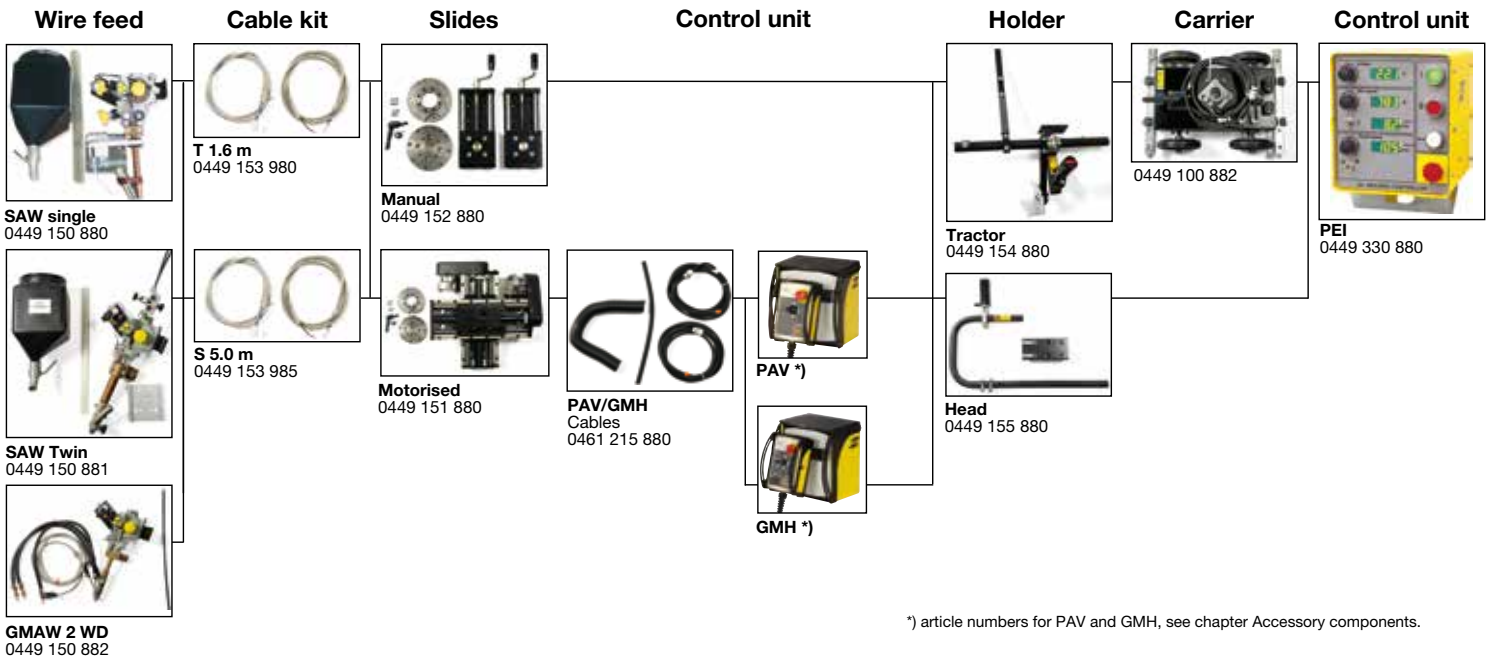 Wire feed
Cable kit
Slides
Control unit
Holder
Carrier
Control unit
SAW single
0449 150 880
T 1.6 m
0449 153 980
Manual
0449 152 880
Tractor
0449 154 880
0449 100 882
PEI
0449 330 880
SAW Twin
0449 150 881
S 5.0 m
0449 153 985
Motorised
0449 151 880
PAV/GMH
Cables
0461 215 880
PAV *)
Head
0449 155 880
GMAW 2 WD
0449 150 882
GMH *)
*) article numbers for PAV and GMH, see chapter Accessory components.